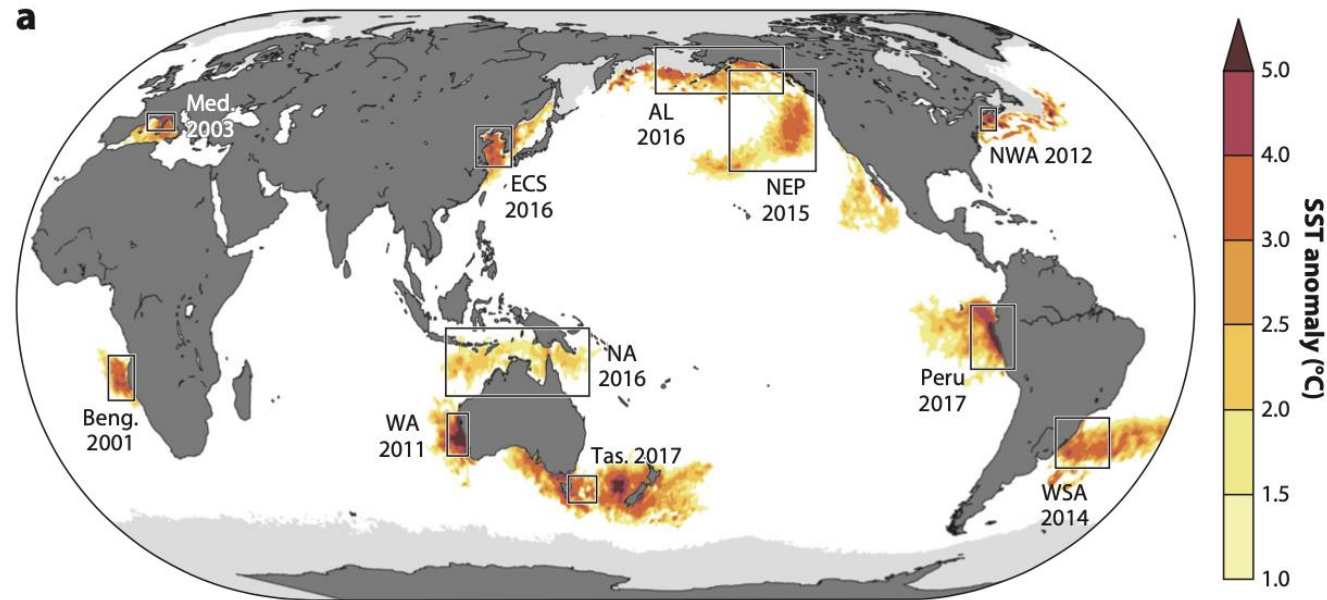 a
Med.
2003
AL
2016
NWA 2012
ECS
2016
NEP
2015
NA
2016
Peru
2017
Beng.
2001
WA
2011
Tas. 2017
WSA
2014
5.0
4.0
3.0
2.5
2.0
1.5
1.0
SST anomaly (°C)